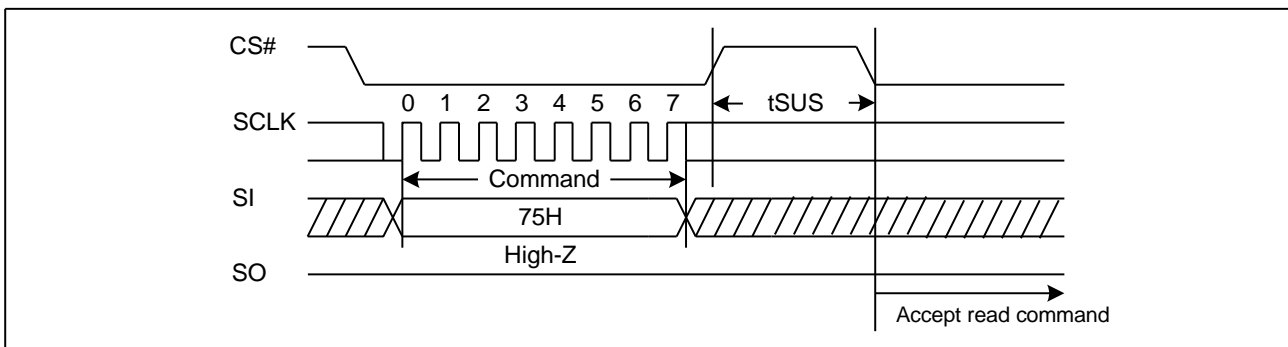 CS#
0 1 2 3 4 5 6 7
tSUS
SCLK
Command
SI
75H
High-Z
SO
Accept read command